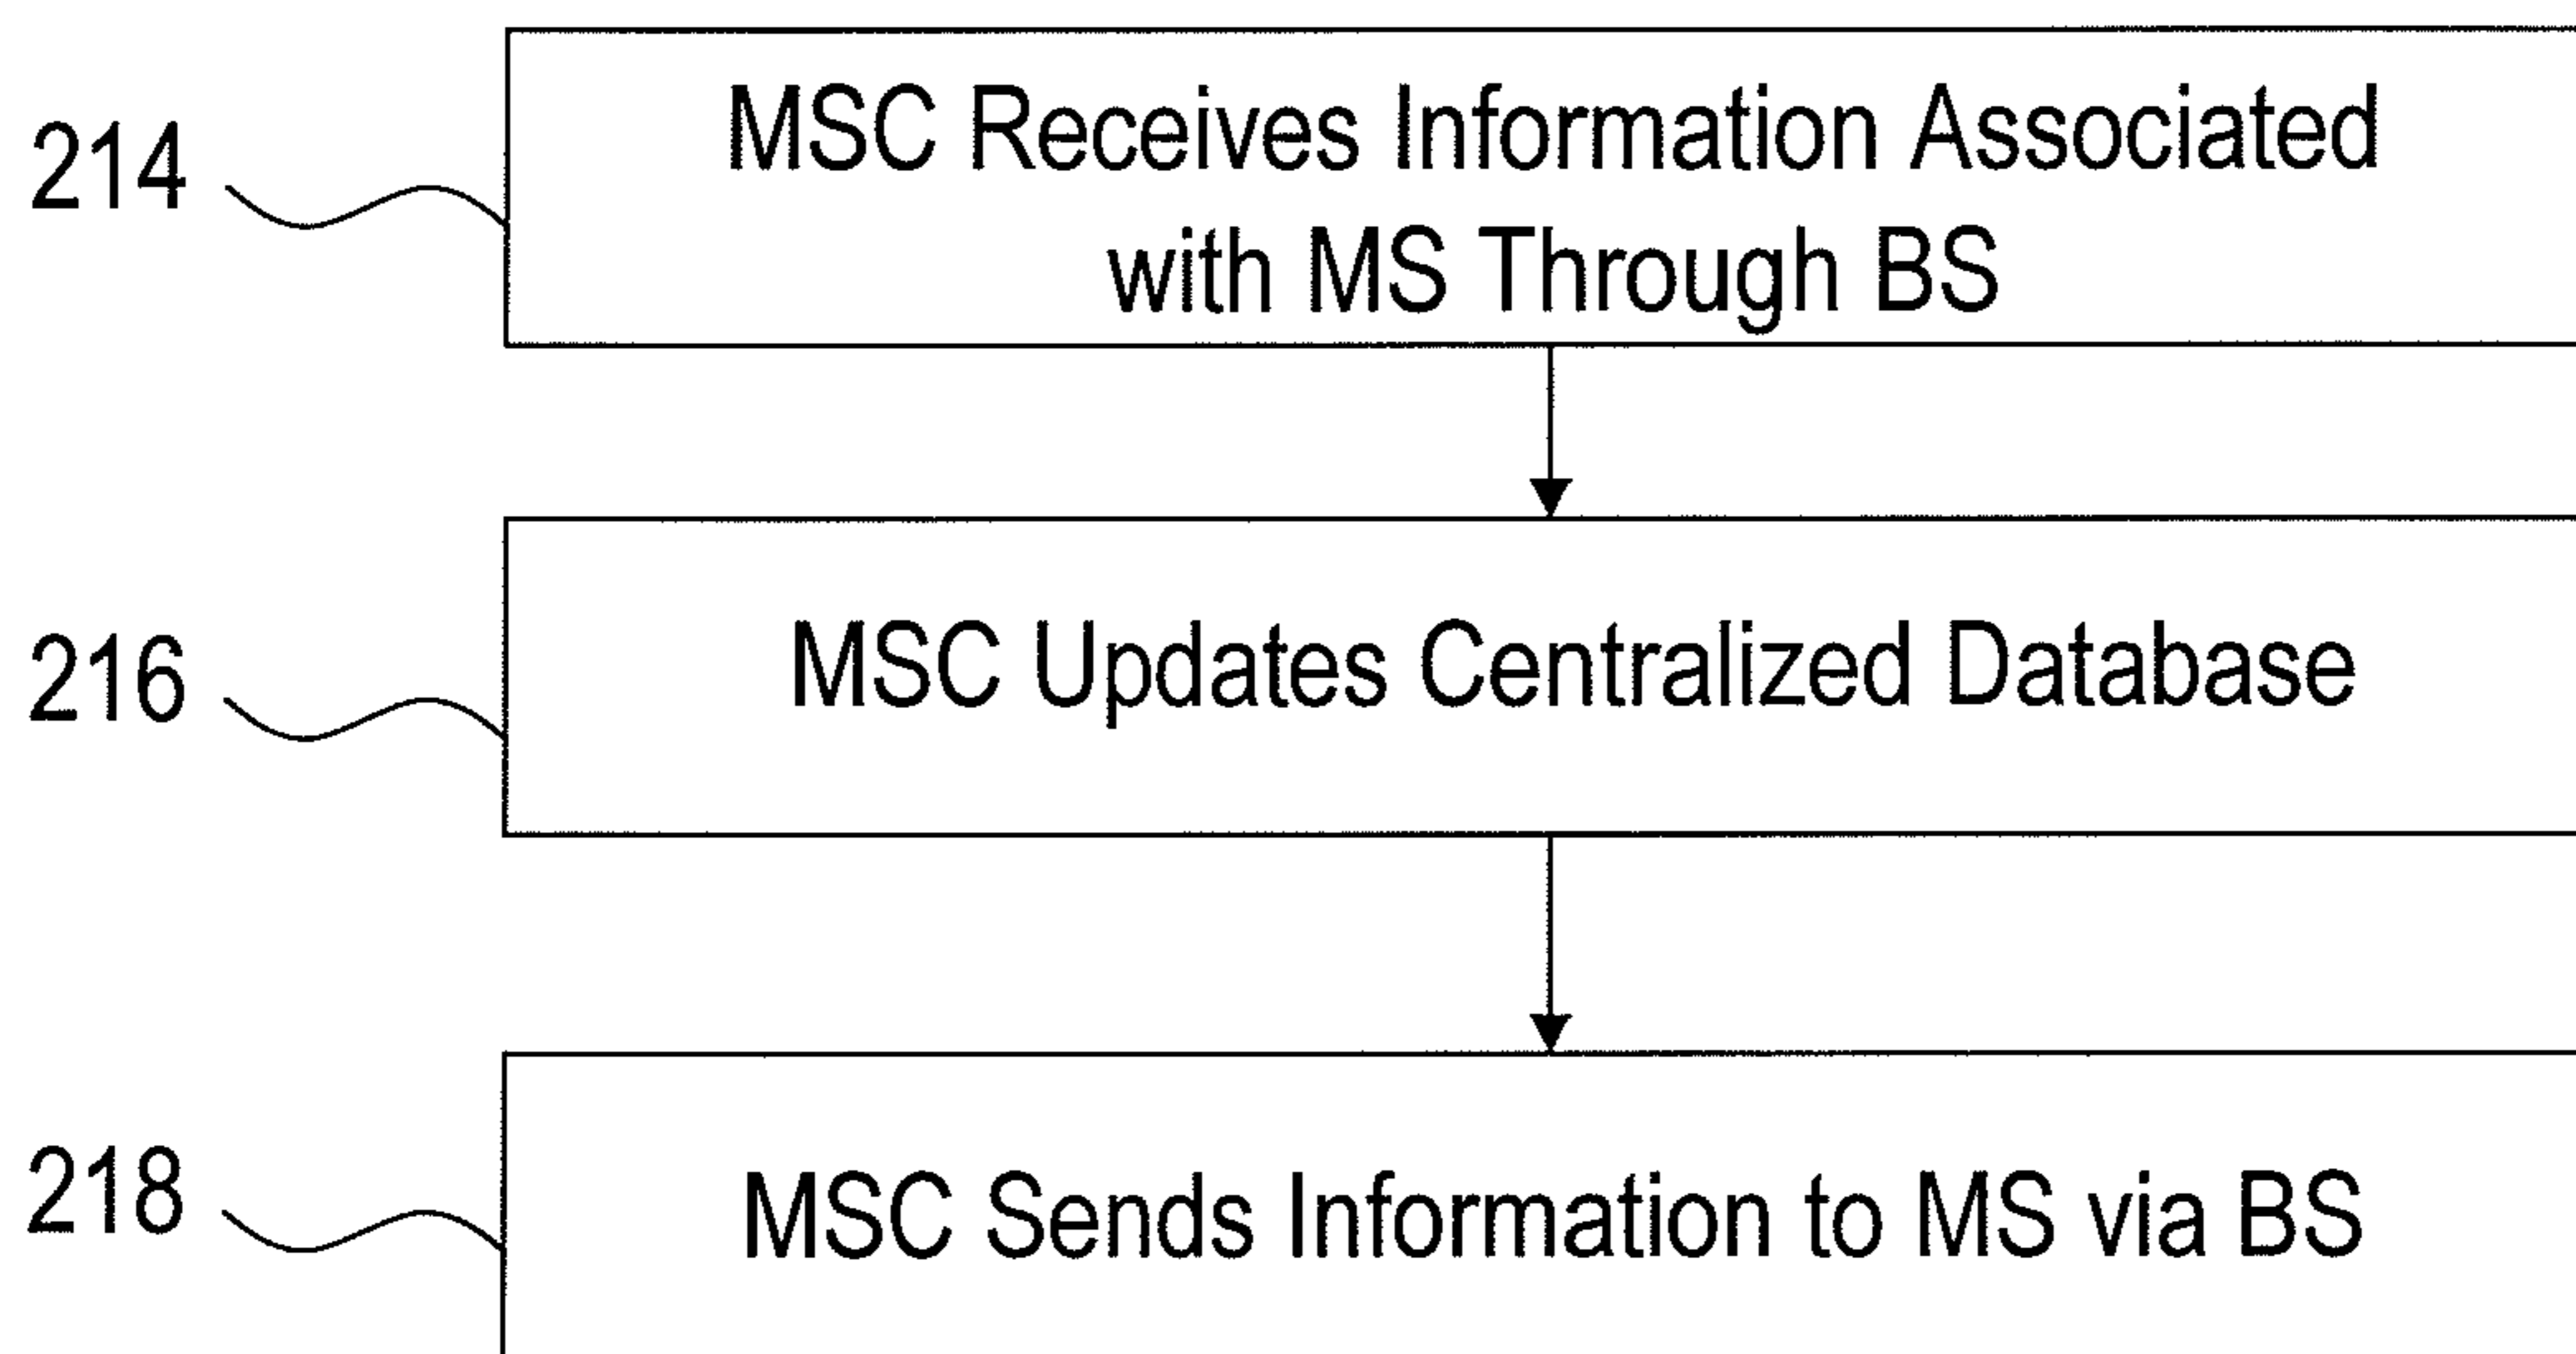 214
MSC Receives Information Associated
with MS Through BS
216
MSC Updates Centralized Database
218
MSC Sends Information to MS via BS